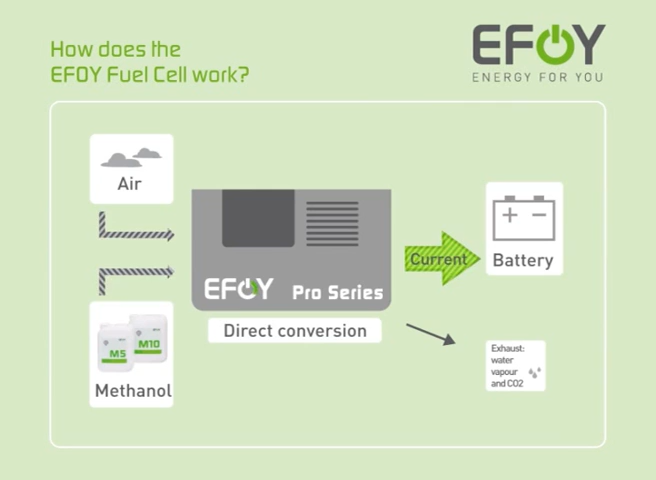 How does the
EFOY Fuel Cell work?
EFOY
ENERGY FOR YOU
Air
M5
M10
Methanol
EFOY Pro Series
Direct conversion
Current
Battery
Exhaust:
water
vapour
and CO2